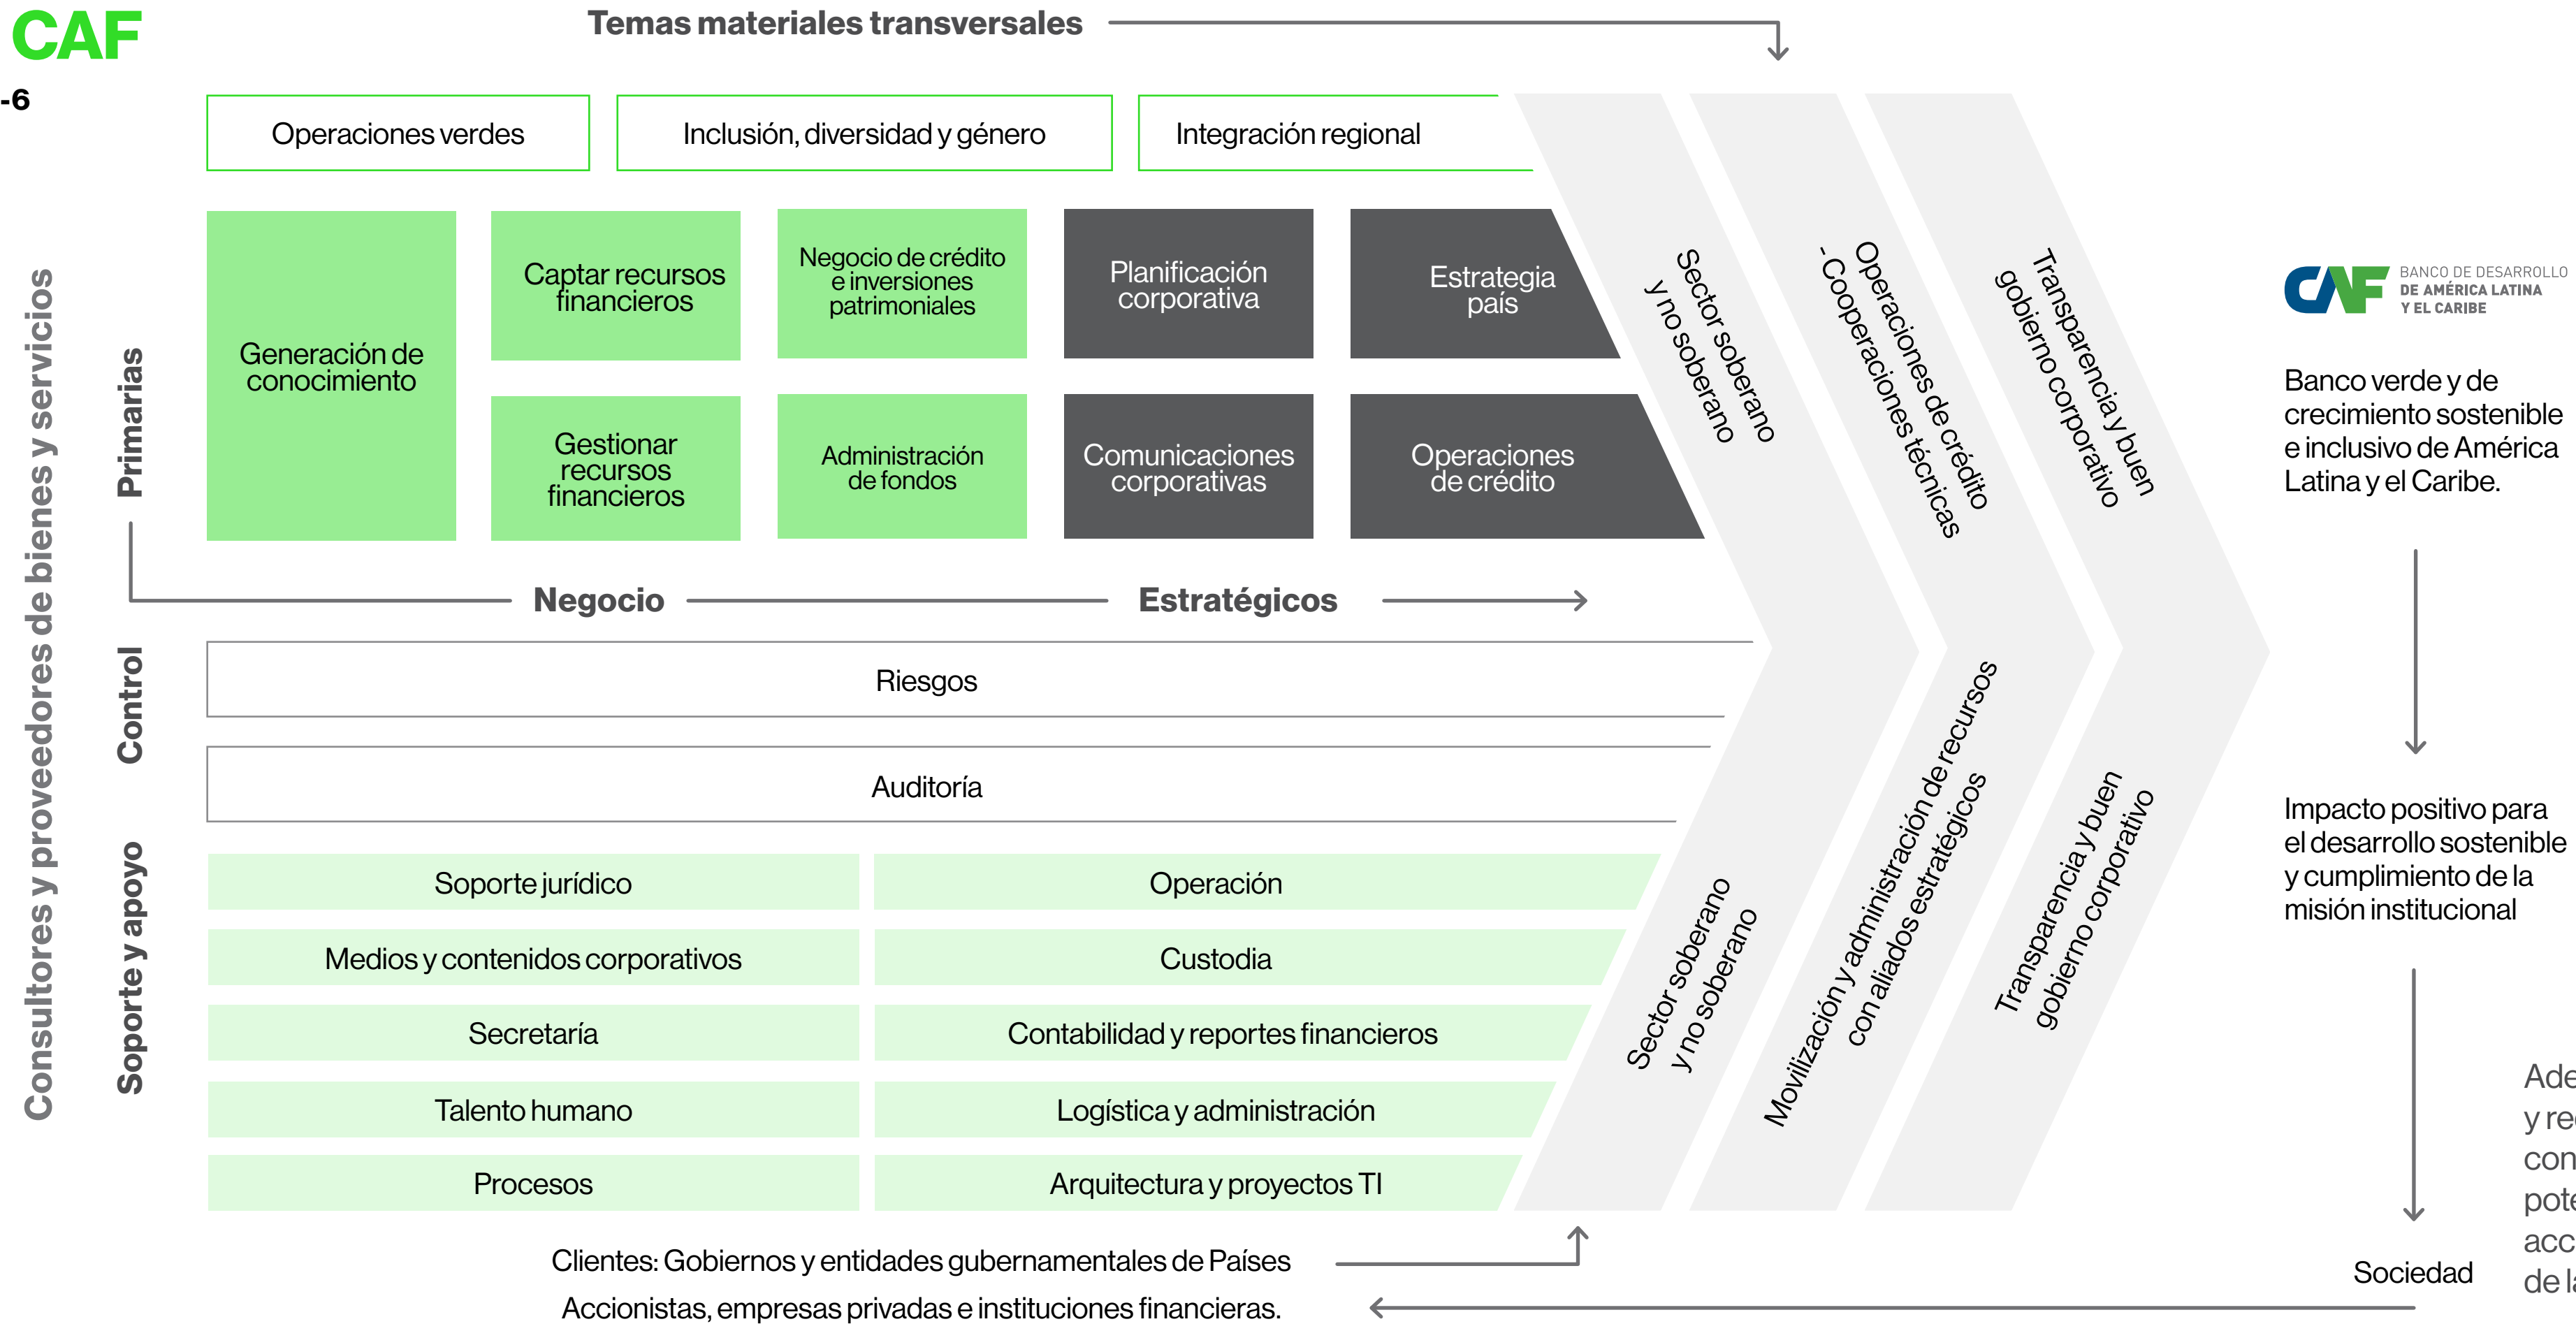 CAF
-6
Temas materiales transversales
Operaciones verdes
Inclusión, diversidad y género
Integración regional
Consultores y proveedores de bienes y servicios
Primarias
Generación de
conocimiento
Captar recursos
financieros
Negocio de crédito
e inversiones
patrimoniales
Planificación
corporativa
Estrategia
país
Gestionar
recursos
financieros
Administración
de fondos
Comunicaciones
corporativas
Operaciones
de crédito
Negocio
Estratégicos
Control
Riesgos
Auditoría
Soporte y apoyo
Soporte jurídico
Operación
Medios y contenidos corporativos
Custodia
Secretaría
Contabilidad y reportes financieros
Talento humano
Logística y administración
Procesos
Arquitectura y proyectos TI
Sector soberano
y no soberano
Operaciones de crédito
- Cooperaciones técnicas
Transparencia y buen
gobierno corporativo
Sector soberano
y no soberano
Movilización y administración de recursos
con aliados estratégicos
Transparencia y buen
gobierno corporativo
CAF
BANCO DE DESARROLLO
DE AMÉRICA LATINA
Y EL CARIBE
Banco verde y de
crecimiento sostenible
e inclusivo de América
Latina y el Caribe.
Impacto positivo para
el desarrollo sostenible
y cumplimiento de la
misión institucional
Sociedad
Clientes: Gobiernos y entidades gubernamentales de Países
Accionistas, empresas privadas e instituciones financieras.